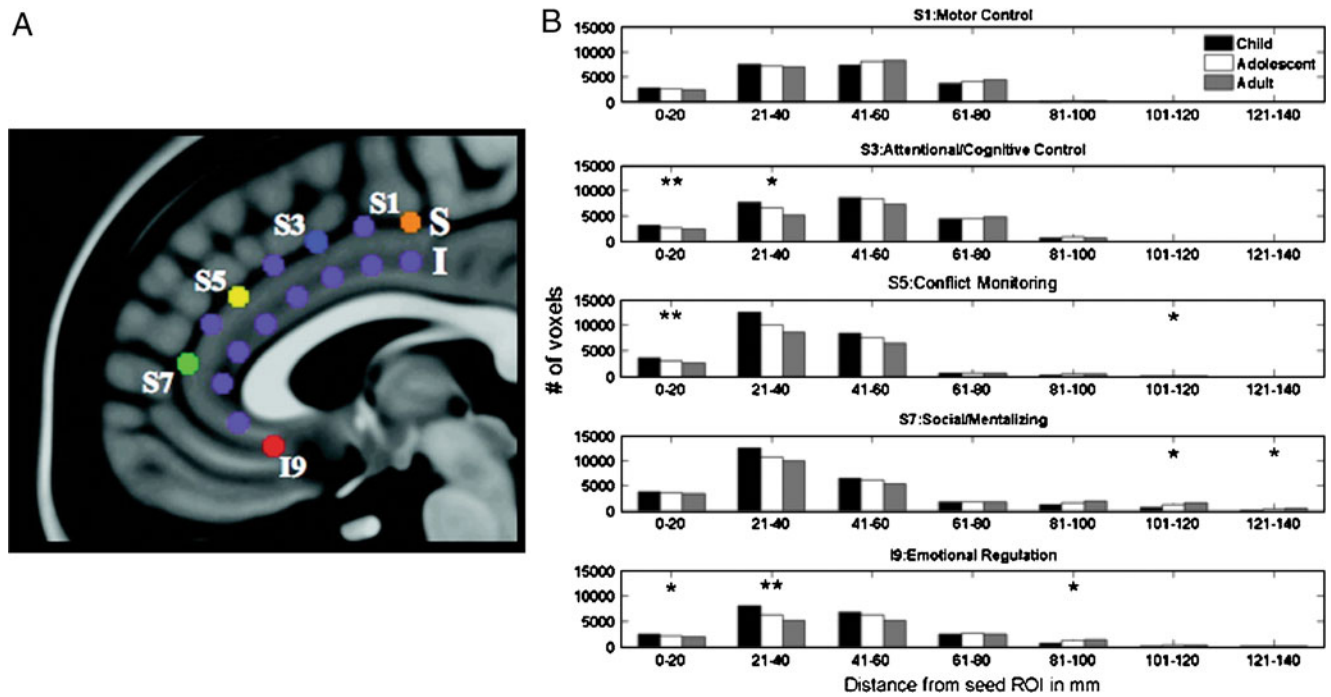 A
S3
S1
S
I
S5
S7
I9
B
# of voxels
S1:Motor Control
15000
10000
5000
0
Child
Adolescent
Adult
0-20 21-40 41-60 61-80 81-100 101-120 121-140
S3:Attentional/Cognitive Control
15000
** *
10000
5000
0
0-20 21-40 41-60 61-80 81-100 101-120 121-140
S5:Conflict Monitoring
15000
** *
10000
5000
0
0-20 21-40 41-60 61-80 81-100 101-120 121-140
S7:Social/Mentalizing
15000
* *
10000
5000
0
0-20 21-40 41-60 61-80 81-100 101-120 121-140
I9:Emotional Regulation
15000
* ** *
10000
5000
0
0-20 21-40 41-60 61-80 81-100 101-120 121-140
Distance from seed ROI in mm